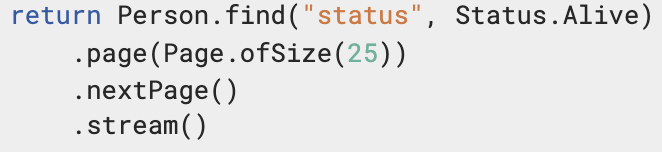 return Person.find("status", Status.Alive)
    .page(Page.ofSize(25))
    .nextPage()
    .stream()